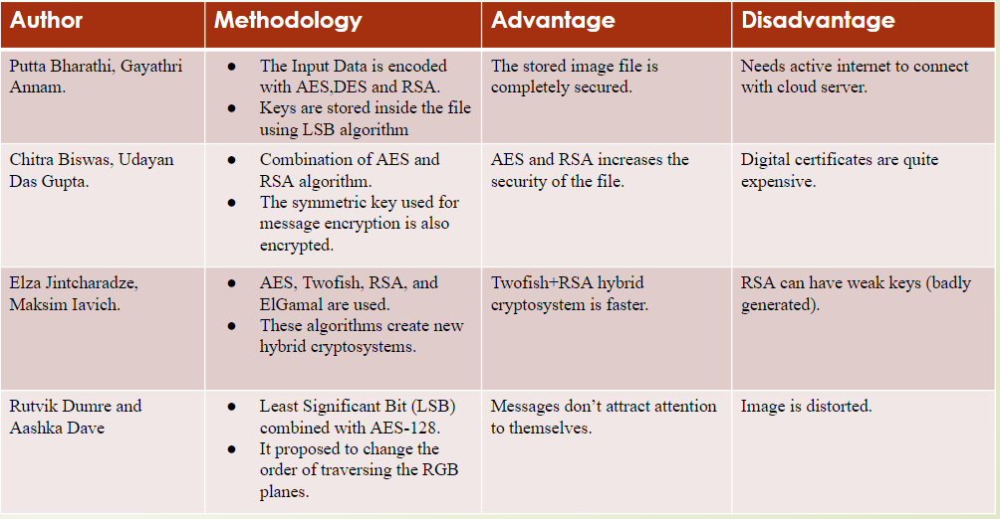 Author Methodology Advantage Disadvantage
Putta Bharathi, Gayathri
Annam.
● The Input Data is encoded
with AES,DES and RSA.
● Keys are stored inside the file
using LSB algorithm
The stored image file is
completely secured.
Needs active internet to connect
with cloud server.
Chitra Biswas, Udayan
Das Gupta.
● Combination of AES and
RSA algorithm.
● The symmetric key used for
message encryption is also
encrypted.
AES and RSA increases the
security of the file.
Digital certificates are quite
expensive.
Elza Jintcharadze,
Maksim Iavich.
● AES, Twofish, RSA, and
ElGamal are used.
● These algorithms create new
hybrid cryptosystems.
Twofish+RSA hybrid
cryptosystem is faster.
RSA can have weak keys (badly
generated).
Rutvik Dumre and
Aashka Dave
● Least Significant Bit (LSB)
combined with AES-128.
● It proposed to change the
order of traversing the RGB
planes.
Messages don’t attract attention
to themselves.
Image is distorted.